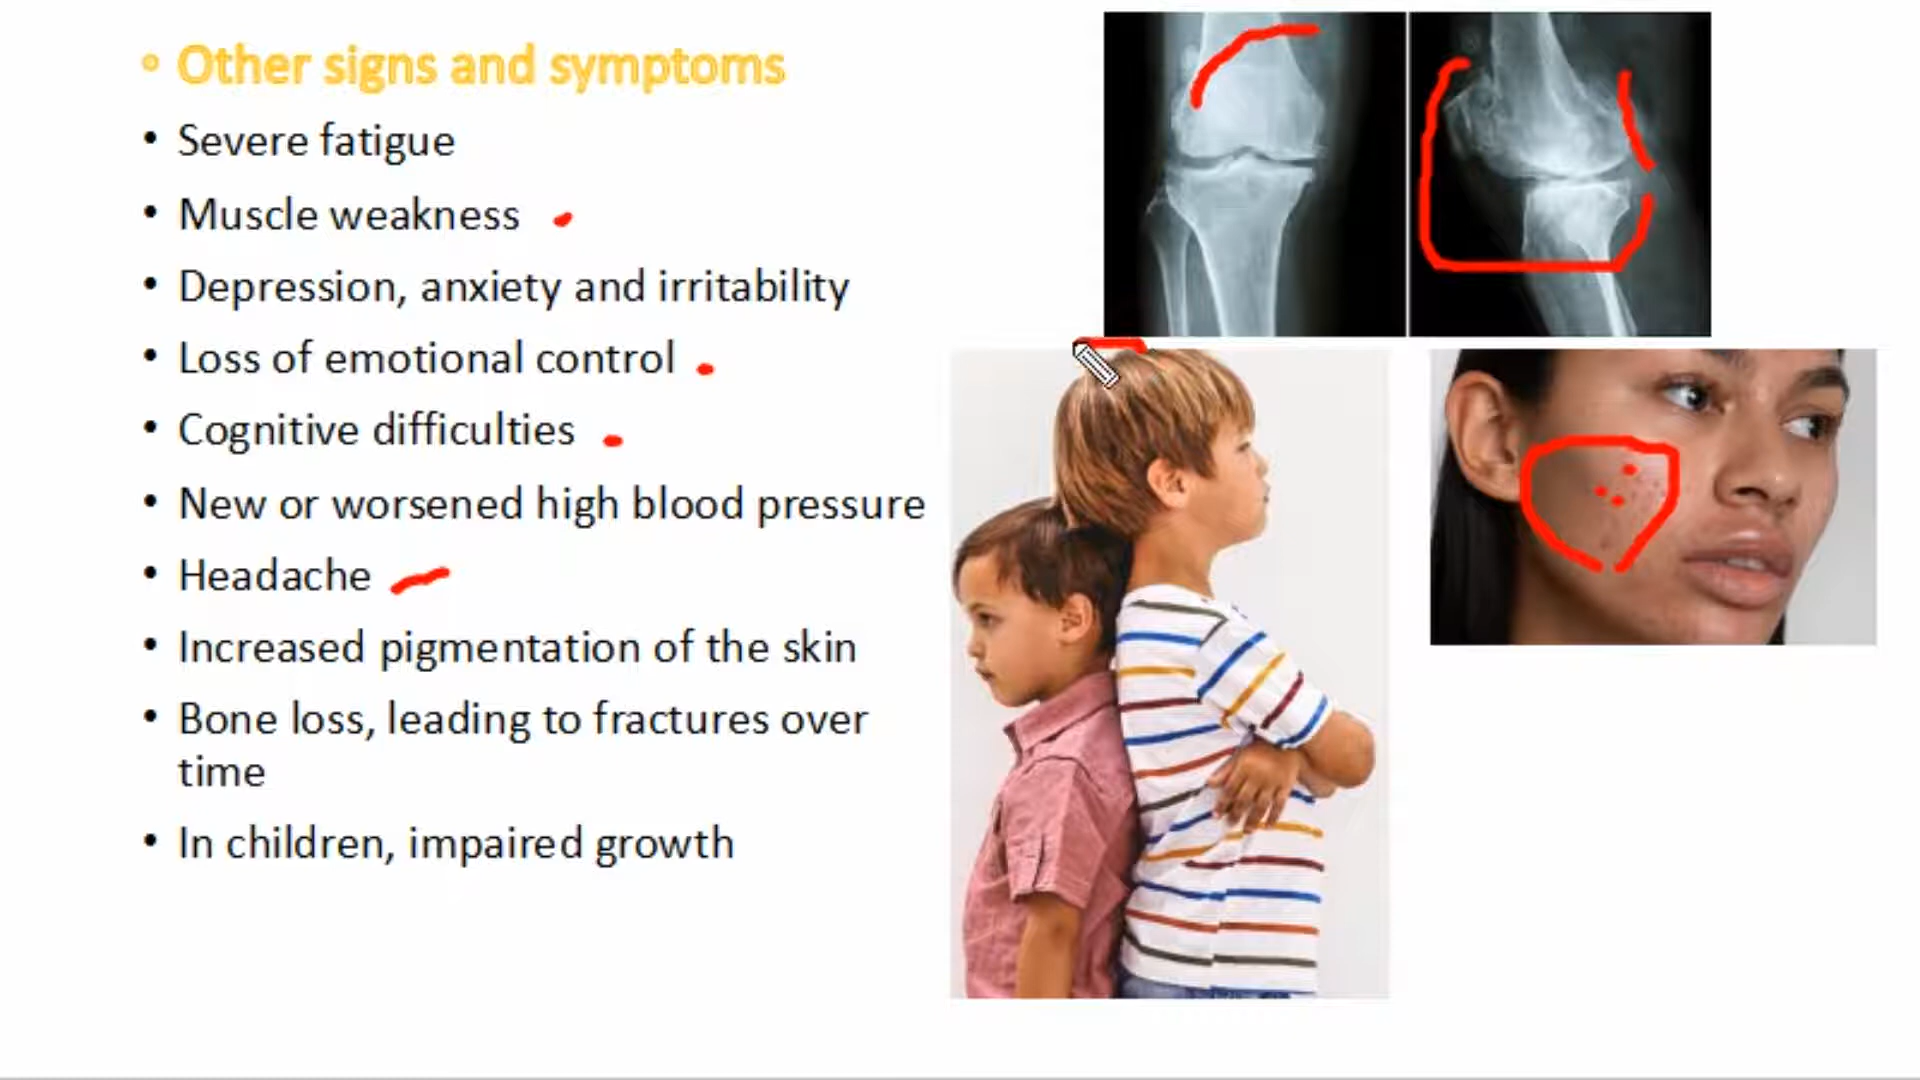 • Other signs and symptoms
• Severe fatigue
• Muscle weakness
• Depression, anxiety and irritability
• Loss of emotional control
• Cognitive difficulties
• New or worsened high blood pressure
• Headache
• Increased pigmentation of the skin
• Bone loss, leading to fractures over
time
• In children, impaired growth